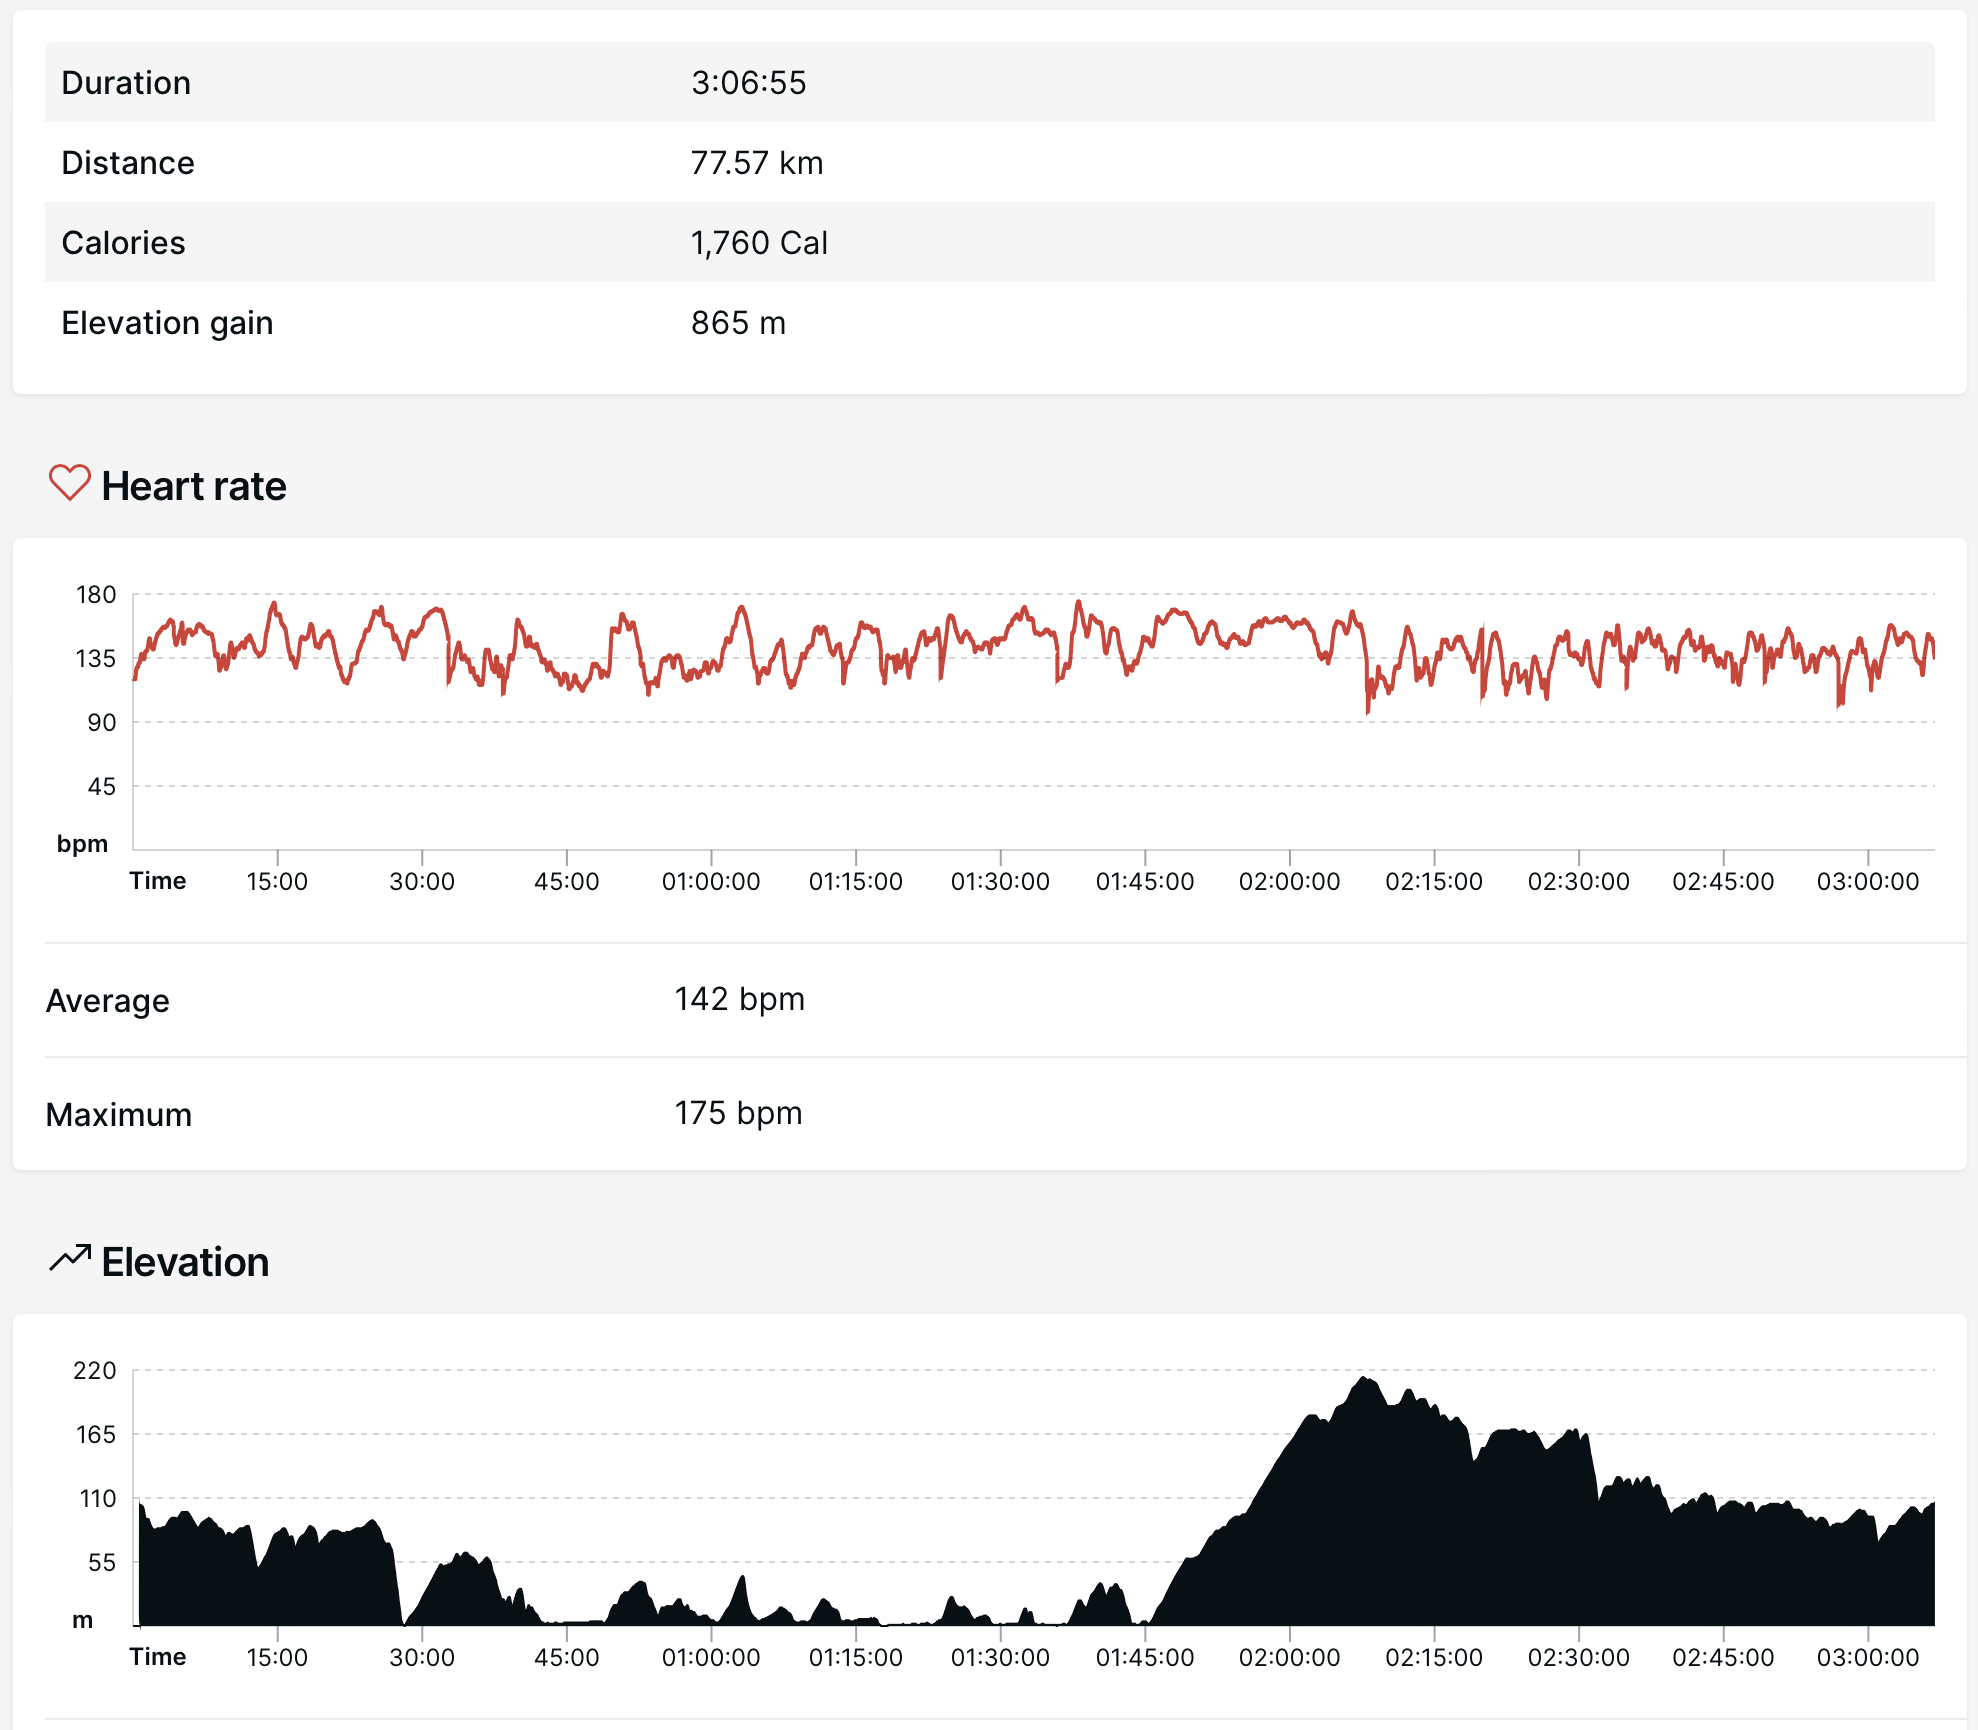 Duration 3:06:55
Distance 77.57 km
Calories 1,760 Cal
Elevation gain 865 m
Heart rate
180
135
90
45
bpm
Time 15:00 30:00 45:00 01:00:00 01:15:00 01:30:00 01:45:00 02:00:00 02:15:00 02:30:00 02:45:00 03:00:00
Average 142 bpm
Maximum 175 bpm
Elevation
220
165
110
55
m
Time 15:00 30:00 45:00 01:00:00 01:15:00 01:30:00 01:45:00 02:00:00 02:15:00 02:30:00 02:45:00 03:00:00